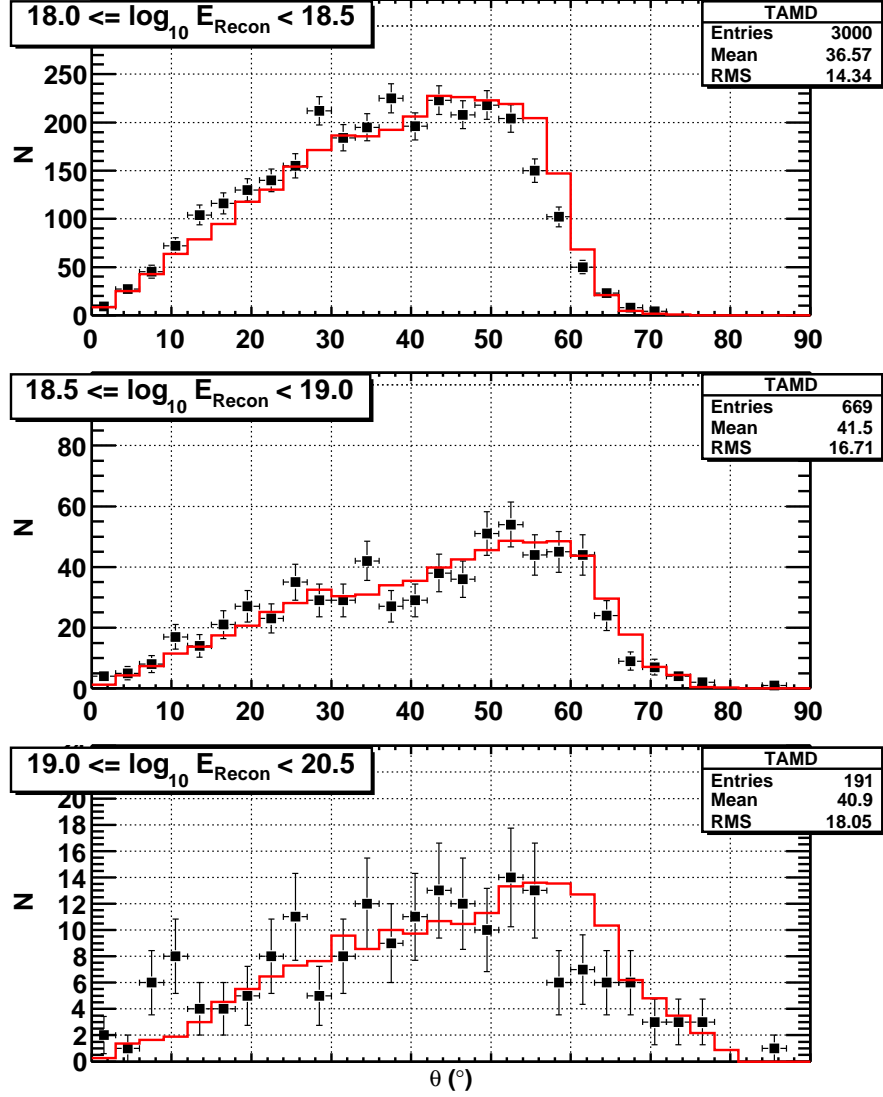 18.0 <= log10 ERecon < 18.5
TAMD
Entries 3000
Mean 36.57
RMS 14.34
N
250
200
150
100
50
0
0 10 20 30 40 50 60 70 80 90
18.5 <= log10 ERecon < 19.0
TAMD
Entries 669
Mean 41.5
RMS 16.71
N
80
60
40
20
0
0 10 20 30 40 50 60 70 80 90
19.0 <= log10 ERecon < 20.5
TAMD
Entries 191
Mean 40.9
RMS 18.05
N
20
18
16
14
12
10
8
6
4
2
0
θ (°)